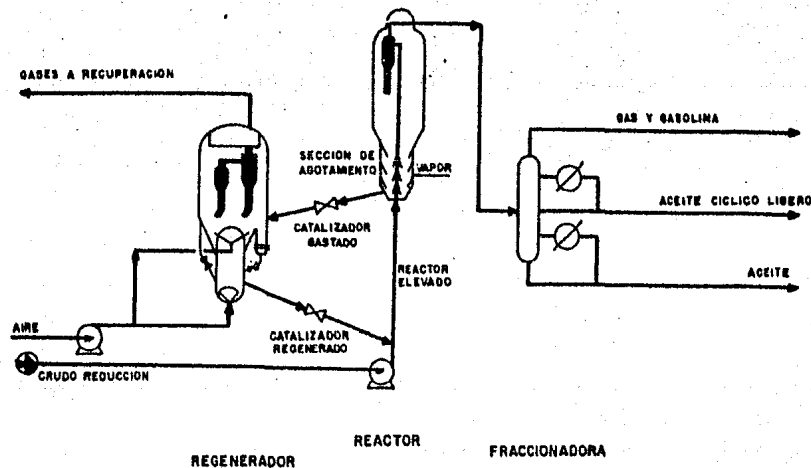 GASES A RECUPERACION
GAS Y GASOLINA
SECCION DE
AGOTAMIENTO
VAPOR
ACEITE CICLICO LIGERO
CATALIZADOR
GASTADO
REACTOR
ELEVADO
ACEITE
AIRE
CATALIZADOR
REGENERADO
CRUDO REDUCCION
REGENERADOR
REACTOR
FRACCIONADORA